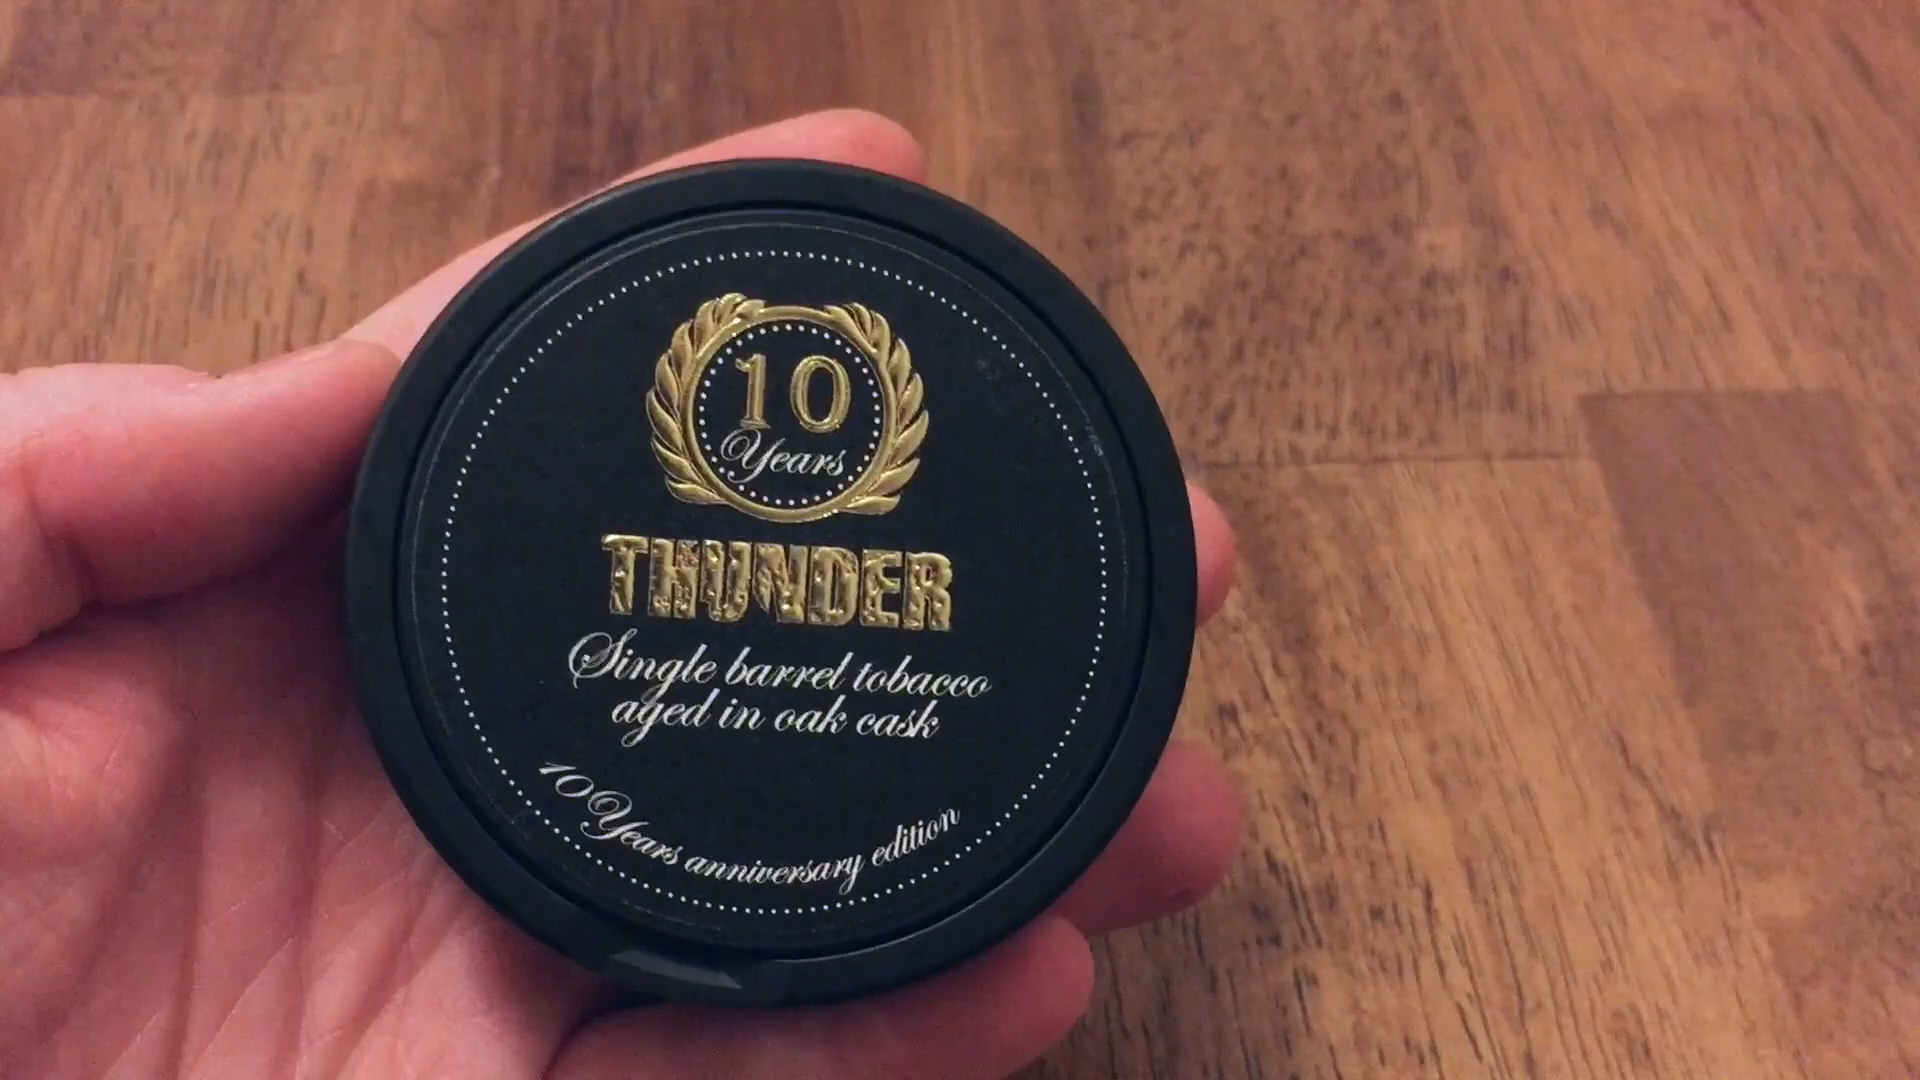 10
Years
THUNDER
Single barrel tobacco
aged in oak cask
10 Years anniversary edition